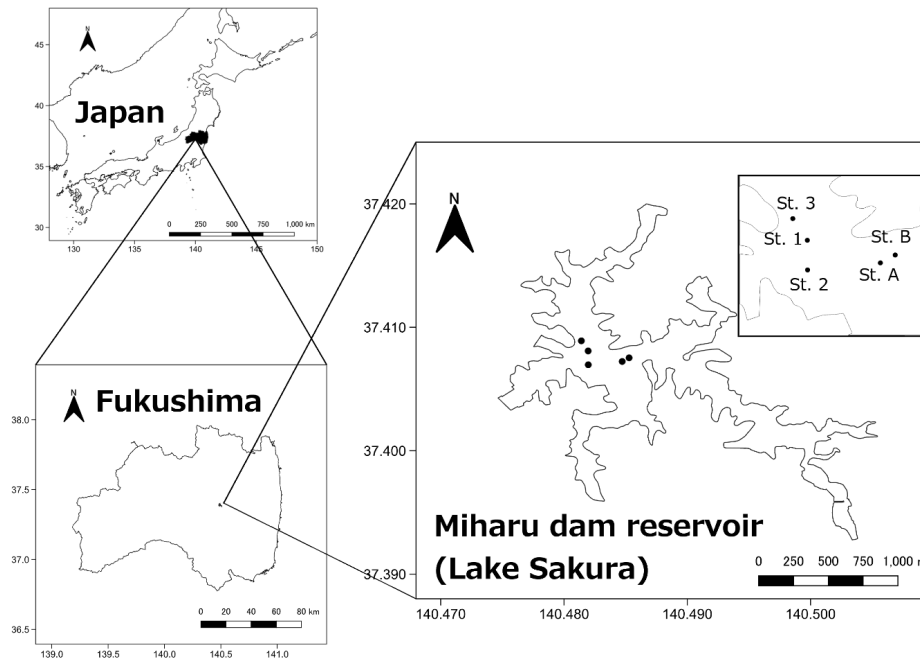 N
Japan
45
40
35
30
0 250 500 750 1,000 km
130 135 140 145 150
N
Fukushima
38.0
37.5
37.0
36.5
0 20 40 60 80 km
139.0 139.5 140.0 140.5 141.0
N
St. 3
St. 1
St. B
St. A
St. 2
37.420
37.410
37.400
37.390
Miharu dam reservoir
(Lake Sakura)
0 250 500 750 1,000
140.470 140.480 140.490 140.500